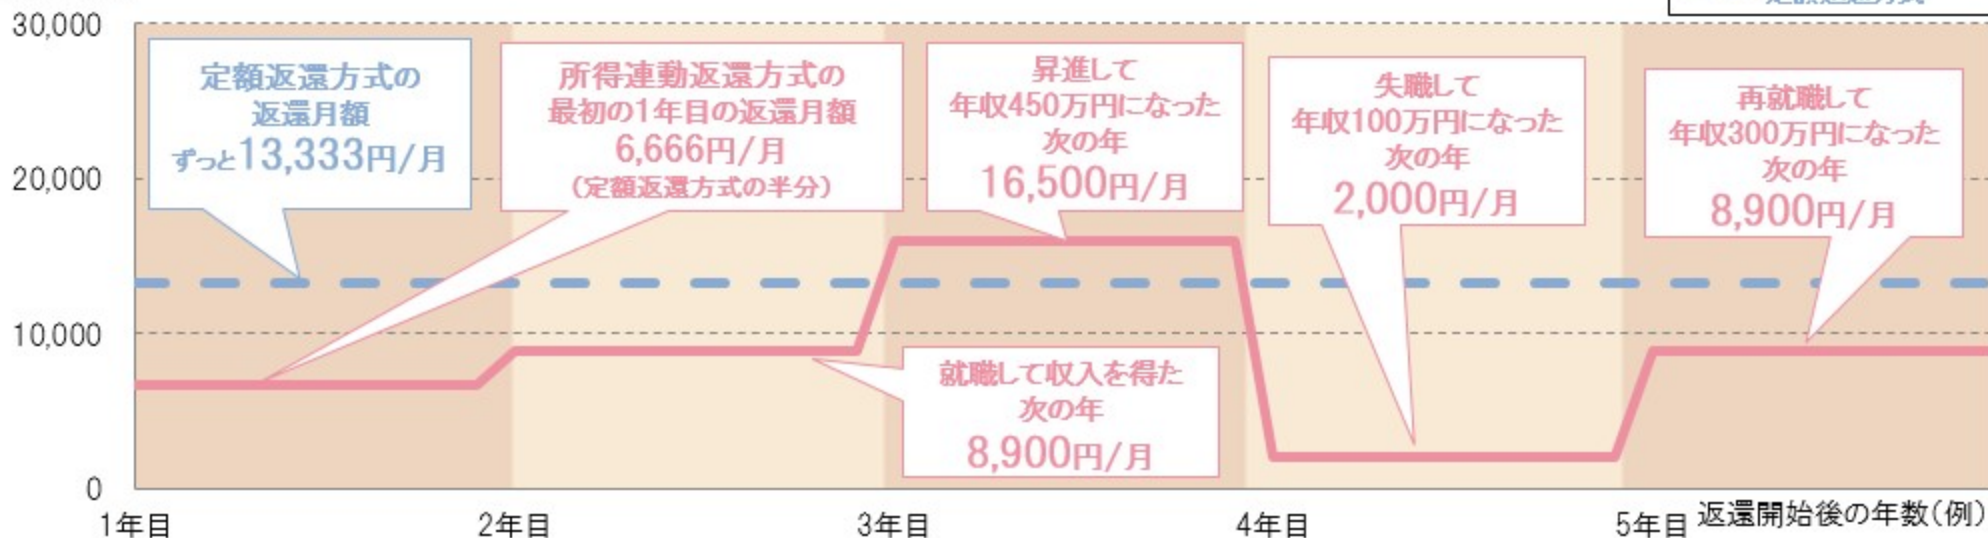 30,000
20,000
10,000
0
定額返還方式の
返還月額
ずっと13,333円/月
所得連動返還方式の
最初の1年目の返還月額
6,666円/月
(定額返還方式の半分)
昇進して
年収450万円になった
次の年
16,500円/月
失職して
年収100万円になった
次の年
2,000円/月
再就職して
年収300万円になった
次の年
8,900円/月
就職して収入を得た
次の年
8,900円/月
1年目
2年目
3年目
4年目
5年目
返還開始後の年数(例)